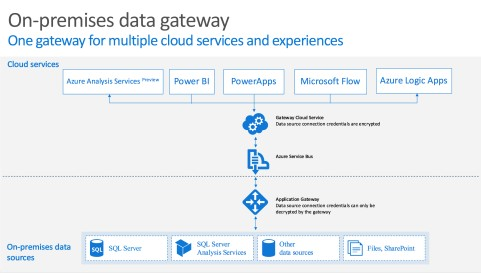 On-premises data gateway
One gateway for multiple cloud services and experiences
Cloud services
Azure Analysis Services Preview
Power BI
PowerApps
Microsoft Flow
Azure Logic Apps
Gateway Cloud Service
Data source connection credentials are encrypted
Azure Service Bus
Application Gateway
Data source connection credentials can only be
decrypted by the gateway
On-premises data
sources
SQL
SQL Server
SQL Server
Analysis Services
Other
data sources
Files, SharePoint